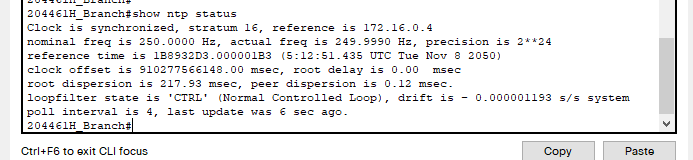 204461H_Branch#
204461H_Branch#show ntp status
Clock is synchronized, stratum 16, reference is 172.16.0.4
nominal freq is 250.0000 Hz, actual freq is 249.9990 Hz, precision is 2**24
reference time is 1B8932D3.000001B3 (5:12:51.435 UTC Tue Nov 8 2050)
clock offset is 910277566148.00 msec, root delay is 0.00  msec
root dispersion is 217.93 msec, peer dispersion is 0.12 msec.
loopfilter state is 'CTRL' (Normal Controlled Loop), drift is - 0.000001193 s/s system
poll interval is 4, last update was 6 sec ago.
204461H_Branch#
Ctrl+F6 to exit CLI focus
Copy
Paste